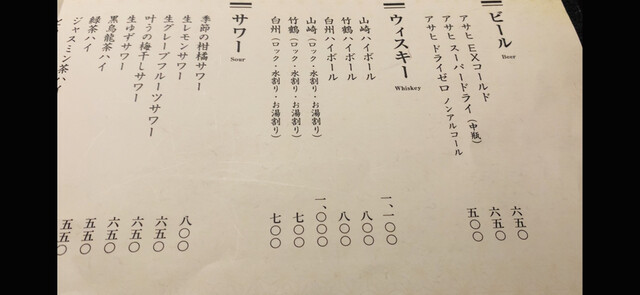 ビール Beer
アサヒ EXコールド 六五〇
アサヒ スーパードライ（中瓶） 六五〇
アサヒ ドライゼロ ノンアルコール 五〇〇
ウィスキー Whiskey
山崎ハイボール 一、一〇〇
竹鶴ハイボール 八〇〇
白州ハイボール 八〇〇
山崎（ロック・水割り・お湯割り） 一、〇〇〇
竹鶴（ロック・水割り・お湯割り） 七〇〇
白州（ロック・水割り・お湯割り） 七〇〇
サワー Sour
季節の柑橘サワー 八〇〇
生レモンサワー 六五〇
生グレープフルーツサワー 六五〇
叶うの梅干しサワー 六五〇
生ゆずサワー 五五〇
黒烏龍茶ハイ 五五〇
緑茶ハイ
ジャスミン茶ハイ